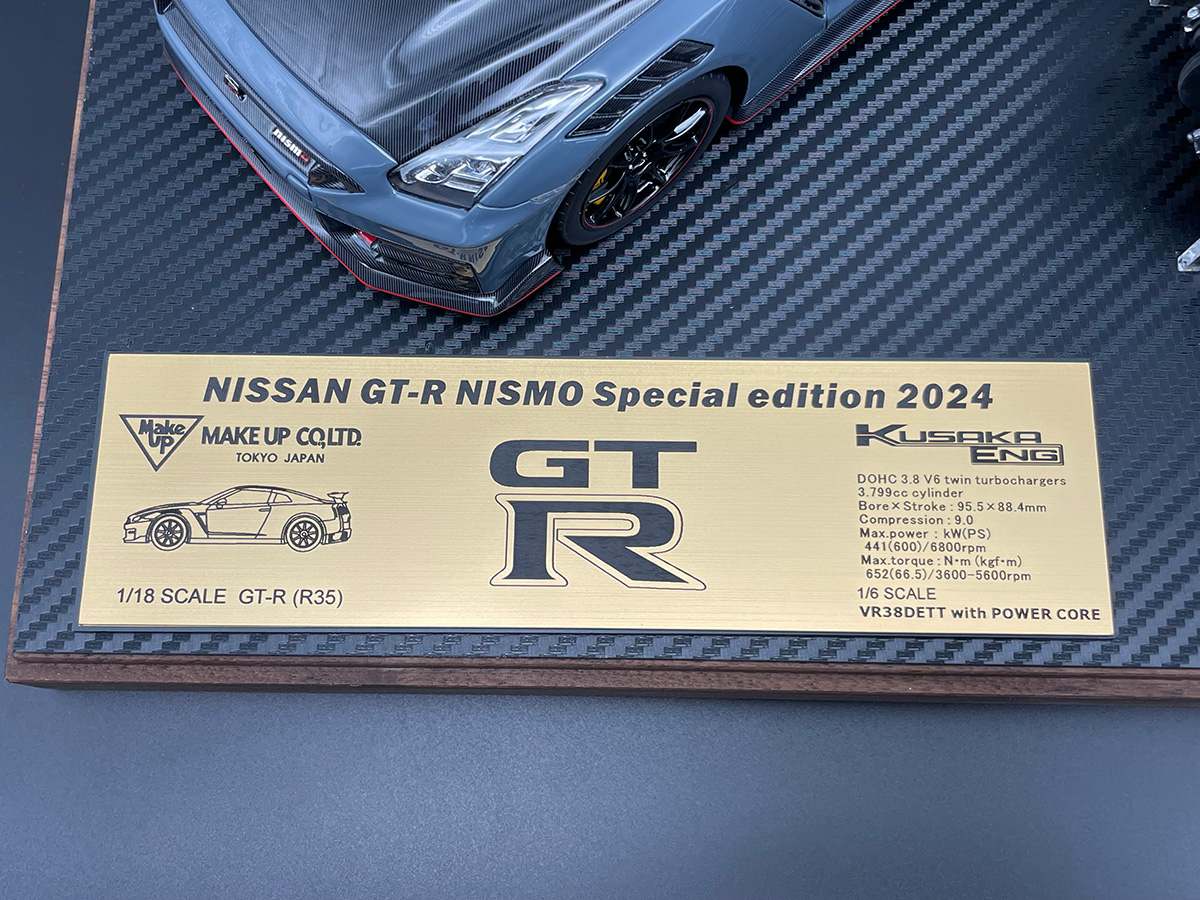 nismo
NISSAN GT-R NISMO Special edition 2024
Make Up
MAKE UP CO,.LTD.
TOKYO JAPAN
1/18 SCALE GT-R (R35)
GT
R
KUSAKA
ENG
DOHC 3.8 V6 twin turbochargers
3.799cc cylinder
Bore×Stroke : 95.5×88.4mm
Compression : 9.0
Max.power : kW(PS)
441(600)/6800rpm
Max.torque : N・m (kgf・m)
652(66.5)/3600-5600rpm
1/6 SCALE
VR38DETT with POWER CORE